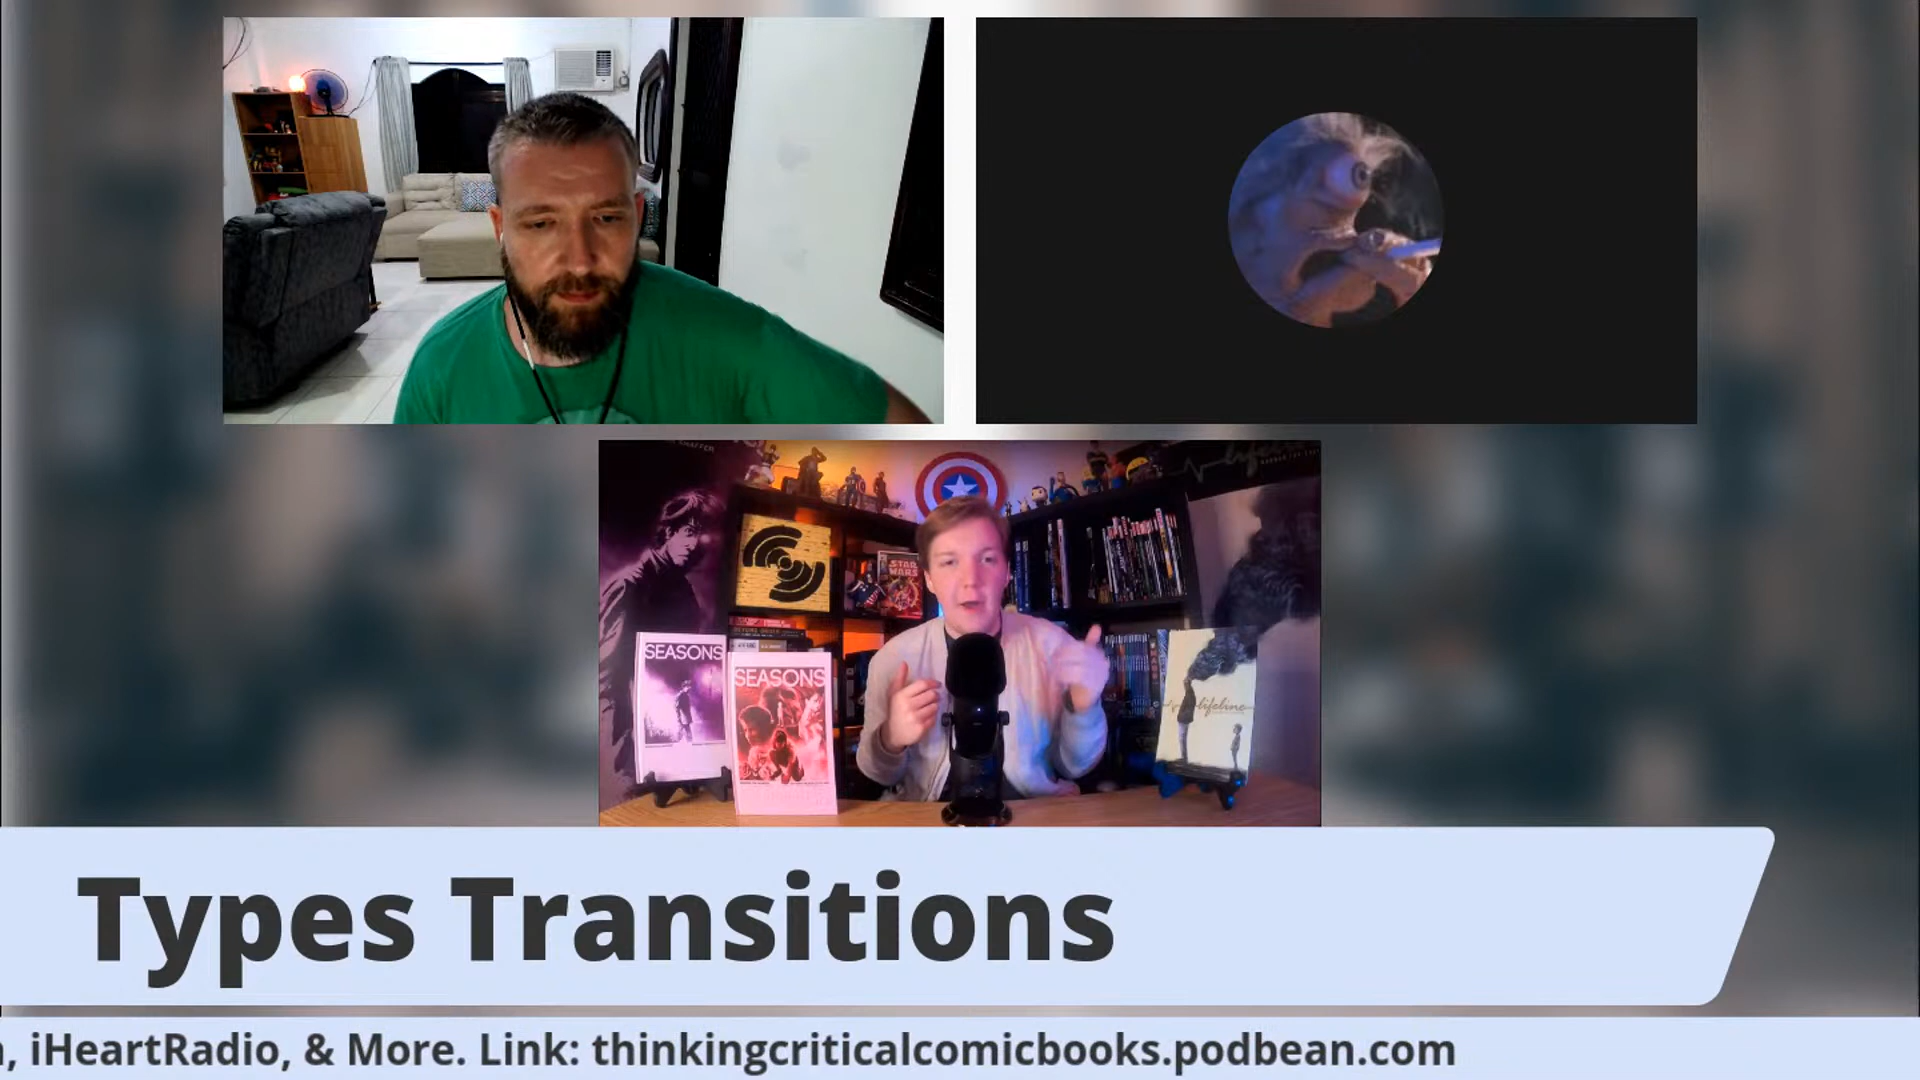 STAR
WARS
SEASONS
SEASONS
lifeline
Types Transitions
, iHeartRadio, & More. Link: thinkingcriticalcomicbooks.podbean.com